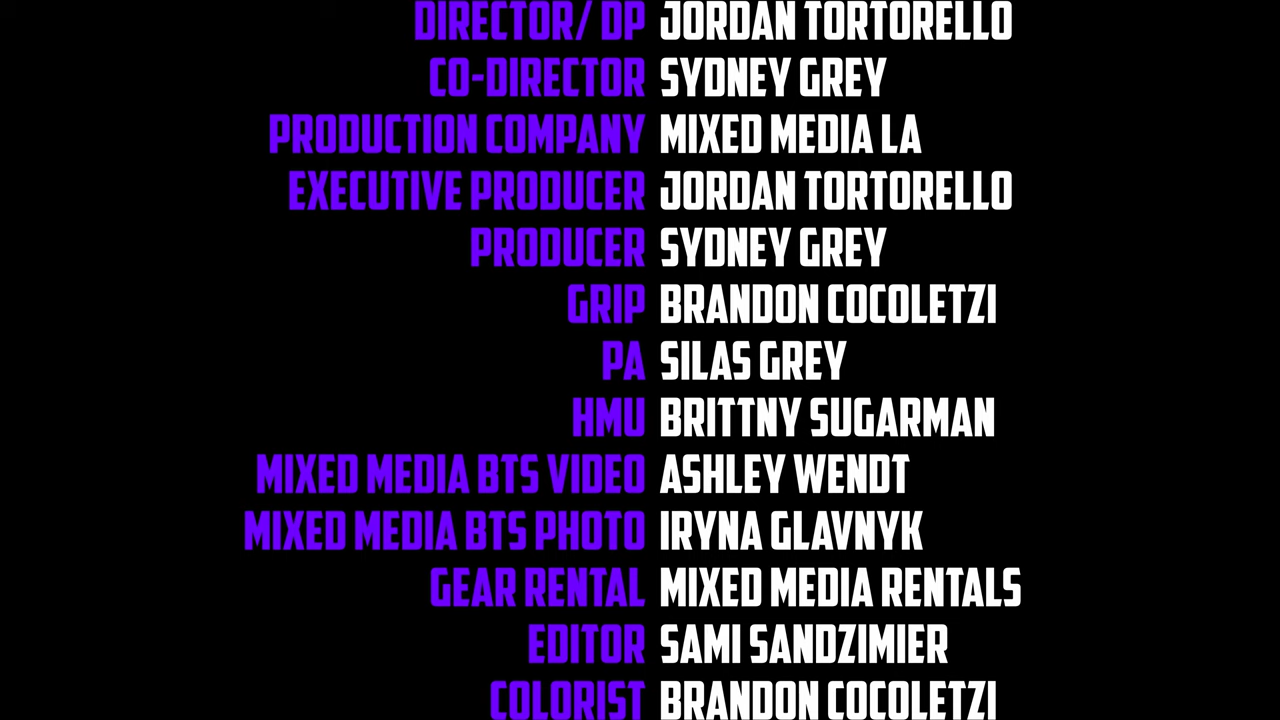 DIRECTOR/ DP JORDAN TORTORELLO
CO-DIRECTOR SYDNEY GREY
PRODUCTION COMPANY MIXED MEDIA LA
EXECUTIVE PRODUCER JORDAN TORTORELLO
PRODUCER SYDNEY GREY
GRIP BRANDON COCOLETZI
PA SILAS GREY
HMU BRITTNY SUGARMAN
MIXED MEDIA BTS VIDEO ASHLEY WENDT
MIXED MEDIA BTS PHOTO IRYNA GLAVNYK
GEAR RENTAL MIXED MEDIA RENTALS
EDITOR SAMI SANDZIMIER
COLORIST BRANDON COCOLETZI